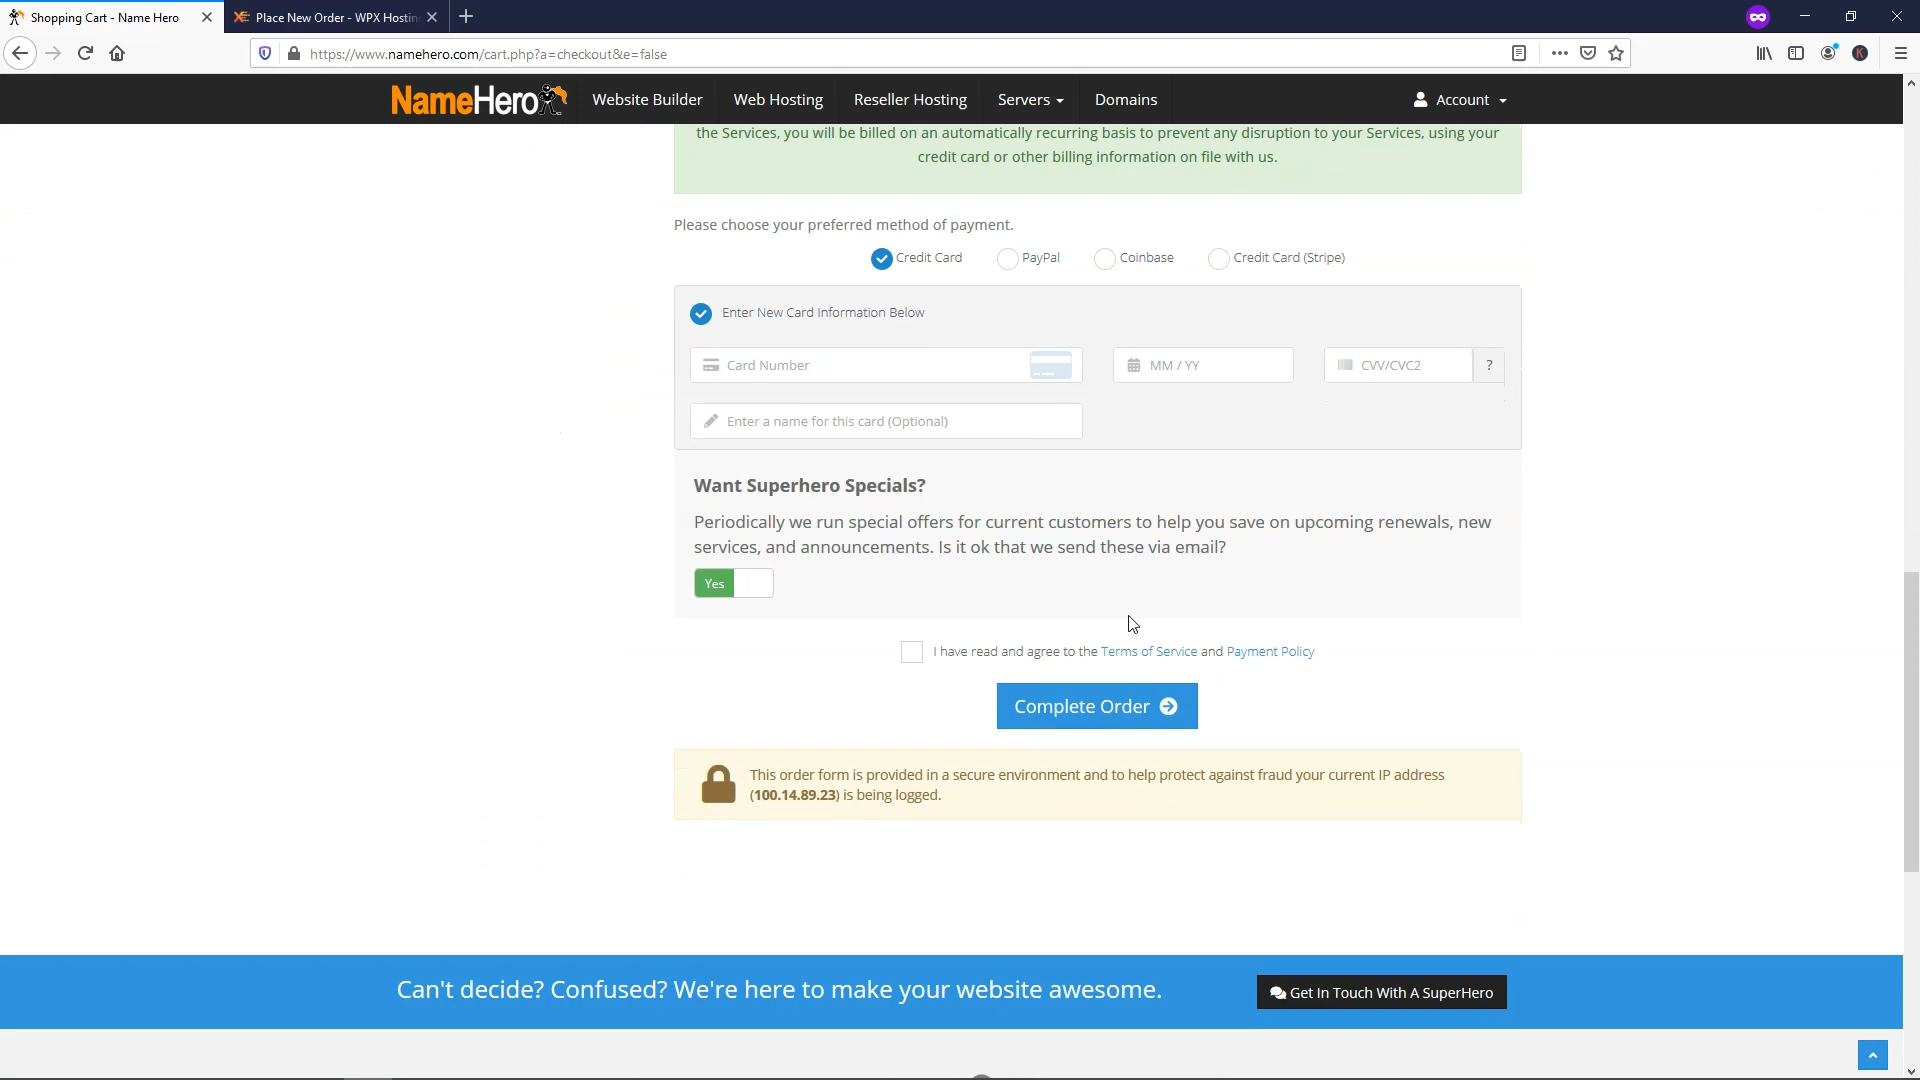 Shopping Cart - Name Hero
Place New Order - WPX Hostin
https://www.namehero.com/cart.php?a=checkout&e=false
K
NameHero
Website Builder
Web Hosting
Reseller Hosting
Servers
Domains
Account
the Services, you will be billed on an automatically recurring basis to prevent any disruption to your Services, using your
credit card or other billing information on file with us.
Please choose your preferred method of payment.
Credit Card
PayPal
Coinbase
Credit Card (Stripe)
Enter New Card Information Below
Card Number
MM / YY
CVV/CVC2
?
Enter a name for this card (Optional)
Want Superhero Specials?
Periodically we run special offers for current customers to help you save on upcoming renewals, new
services, and announcements. Is it ok that we send these via email?
Yes
I have read and agree to the Terms of Service and Payment Policy
Complete Order
This order form is provided in a secure environment and to help protect against fraud your current IP address
(100.14.89.23) is being logged.
Can't decide? Confused? We're here to make your website awesome.
Get In Touch With A SuperHero